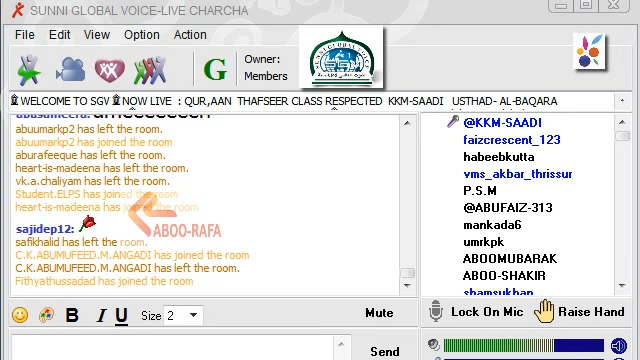 SUNNI GLOBAL VOICE-LIVE CHARCHA
File Edit View Option Action
G Owner:
Members
WELCOME TO SGV NOW LIVE : QUR,AAN THAFSEER CLASS RESPECTED KKM-SAADI USTHAD- AL-BAQARA
abuumarkp2 has left the room.
abuumarkp2 has joined the room
aburafeeque has left the room.
heart-is-madeena has left the room.
vk.a.chaliyam has left the room.
Student.ELPS has joined the room
heart-is-madeena has joined the room
sajidep12:
ABOO-RAFA
safikhalid has left the room.
C.K.ABUMUFEED.M.ANGADI has joined the room
C.K.ABUMUFEED.M.ANGADI has left the room.
Fithyathussadad has joined the room
@KKM-SAADI
faizcrescent_123
habeebkutta
vms_akbar_thrissur
P.S.M
@ABUFAIZ-313
mankada6
umrkpk
ABOOMUBARAK
ABOO-SHAKIR
shamsukban
B I U Size 2 Mute
Lock On Mic Raise Hand
Send